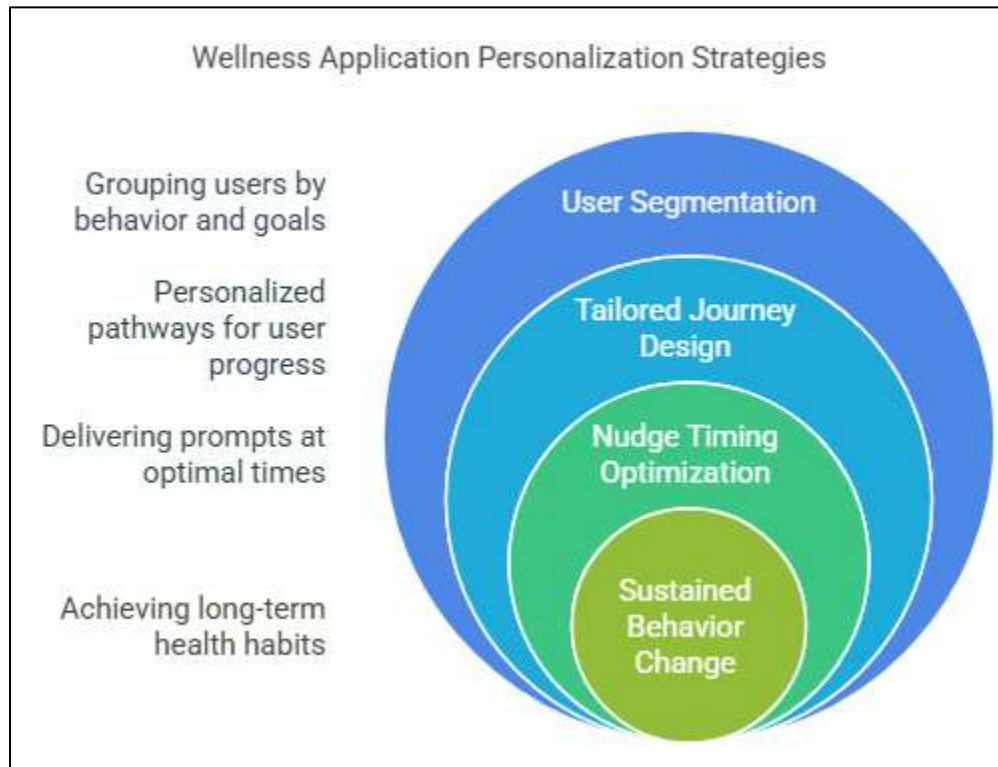 Wellness Application Personalization Strategies
Grouping users by
behavior and goals
User Segmentation
Personalized
pathways for user
progress
Tailored Journey
Design
Delivering prompts at
optimal times
Nudge Timing
Optimization
Achieving long-term
health habits
Sustained
Behavior
Change